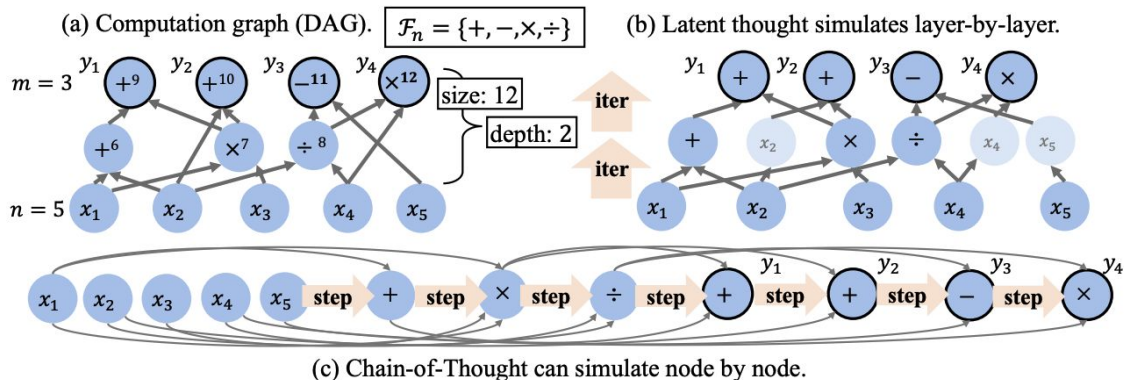 (a) Computation graph (DAG).
ℱₙ = {+, −, ×, ÷}
(b) Latent thought simulates layer-by-layer.
m = 3
y₁ y₂ y₃ y₄
+⁹ +¹⁰ −¹¹ ×¹²
size: 12
depth: 2
+⁶ ×⁷ ÷⁸
n = 5
x₁ x₂ x₃ x₄ x₅
iter
iter
y₁ y₂ y₃ y₄
+ + − ×
+ x₂ × ÷ x₄ x₅
x₁ x₂ x₃ x₄ x₅
y₁ y₂ y₃ y₄
x₁ x₂ x₃ x₄ x₅ step + step × step ÷ step + step + step − step ×
(c) Chain-of-Thought can simulate node by node.